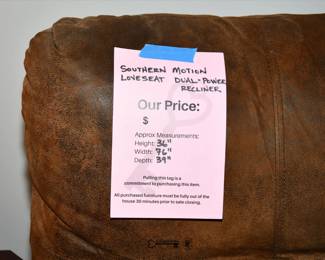 SOUTHERN MOTION
LOVESEAT DUAL-POWER
RECLINER
Our Price:
$
Approx Measurements:
Height: 36"
Width: 76"
Depth: 39"
Pulling this tag is a
commitment to purchasing this item.
All purchased furniture must be fully out of the
house 30 minutes prior to sale closing.